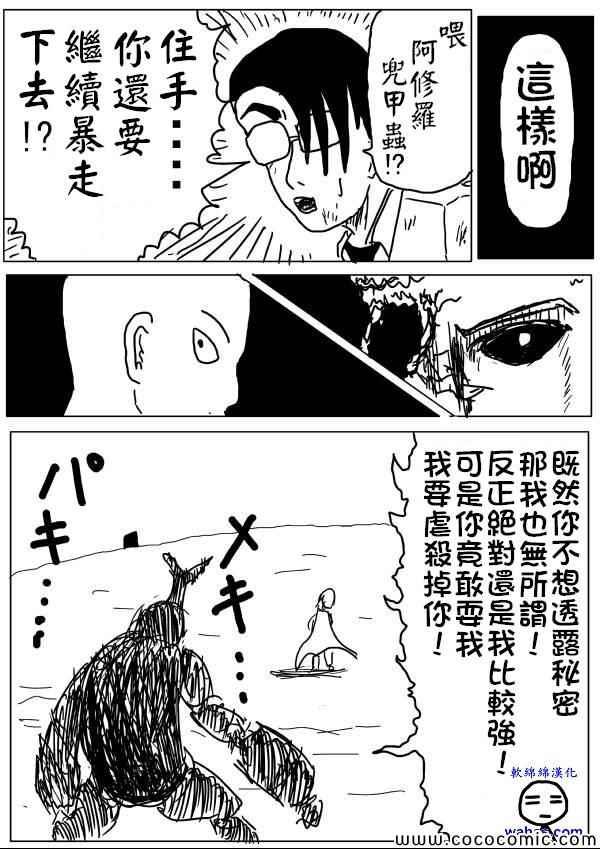 這樣啊
喂
阿修羅
兜甲蟲!?
住手……
你還要
繼續暴走
下去!?
既然你不想透露秘密
那我也無所謂！
反正絕對還是我比較強！
可是你竟敢耍我
我要虐殺掉你！
メキ……
パキ……
軟綿綿漢化
www.cococomic.com